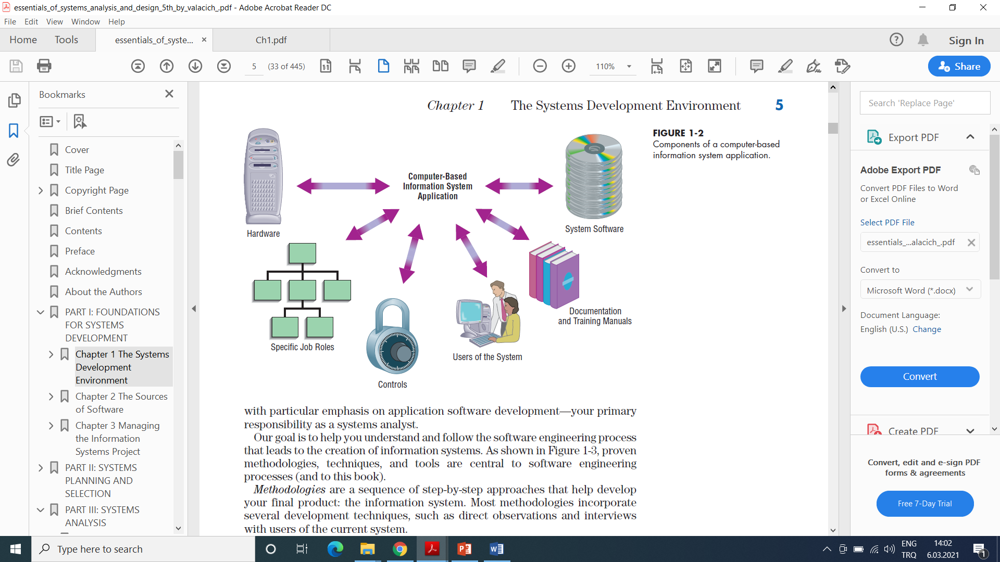 essentials_of_systems_analysis_and_design_5th_by_valacich_.pdf - Adobe Acrobat Reader DC
File Edit View Window Help
Home Tools essentials_of_syste... Ch1.pdf Sign In
5 (33 of 445) 110% Share
Bookmarks
Cover
Title Page
Copyright Page
Brief Contents
Contents
Preface
Acknowledgments
About the Authors
PART I: FOUNDATIONS
FOR SYSTEMS
DEVELOPMENT
Chapter 1 The Systems
Development
Environment
Chapter 2 The Sources
of Software
Chapter 3 Managing
the Information
Systems Project
PART II: SYSTEMS
PLANNING AND
SELECTION
PART III: SYSTEMS
ANALYSIS
Chapter 1 The Systems Development Environment 5
FIGURE 1-2
Components of a computer-based
information system application.
Computer-Based
Information System
Application
Hardware
System Software
Specific Job Roles
Controls
Users of the System
Documentation
and Training Manuals
with particular emphasis on application software development—your primary
responsibility as a systems analyst.
Our goal is to help you understand and follow the software engineering process
that leads to the creation of information systems. As shown in Figure 1-3, proven
methodologies, techniques, and tools are central to software engineering
processes (and to this book).
Methodologies are a sequence of step-by-step approaches that help develop
your final product: the information system. Most methodologies incorporate
several development techniques, such as direct observations and interviews
with users of the current system.
Search 'Replace Page'
Export PDF
Adobe Export PDF
Convert PDF Files to Word
or Excel Online
Select PDF File
essentials_...alacich_.pdf
Convert to
Microsoft Word (*.docx)
Document Language:
English (U.S.) Change
Convert
Create PDF
Convert, edit and e-sign PDF
forms & agreements
Free 7-Day Trial
Type here to search
ENG
TRQ
14:02
6.03.2021
1